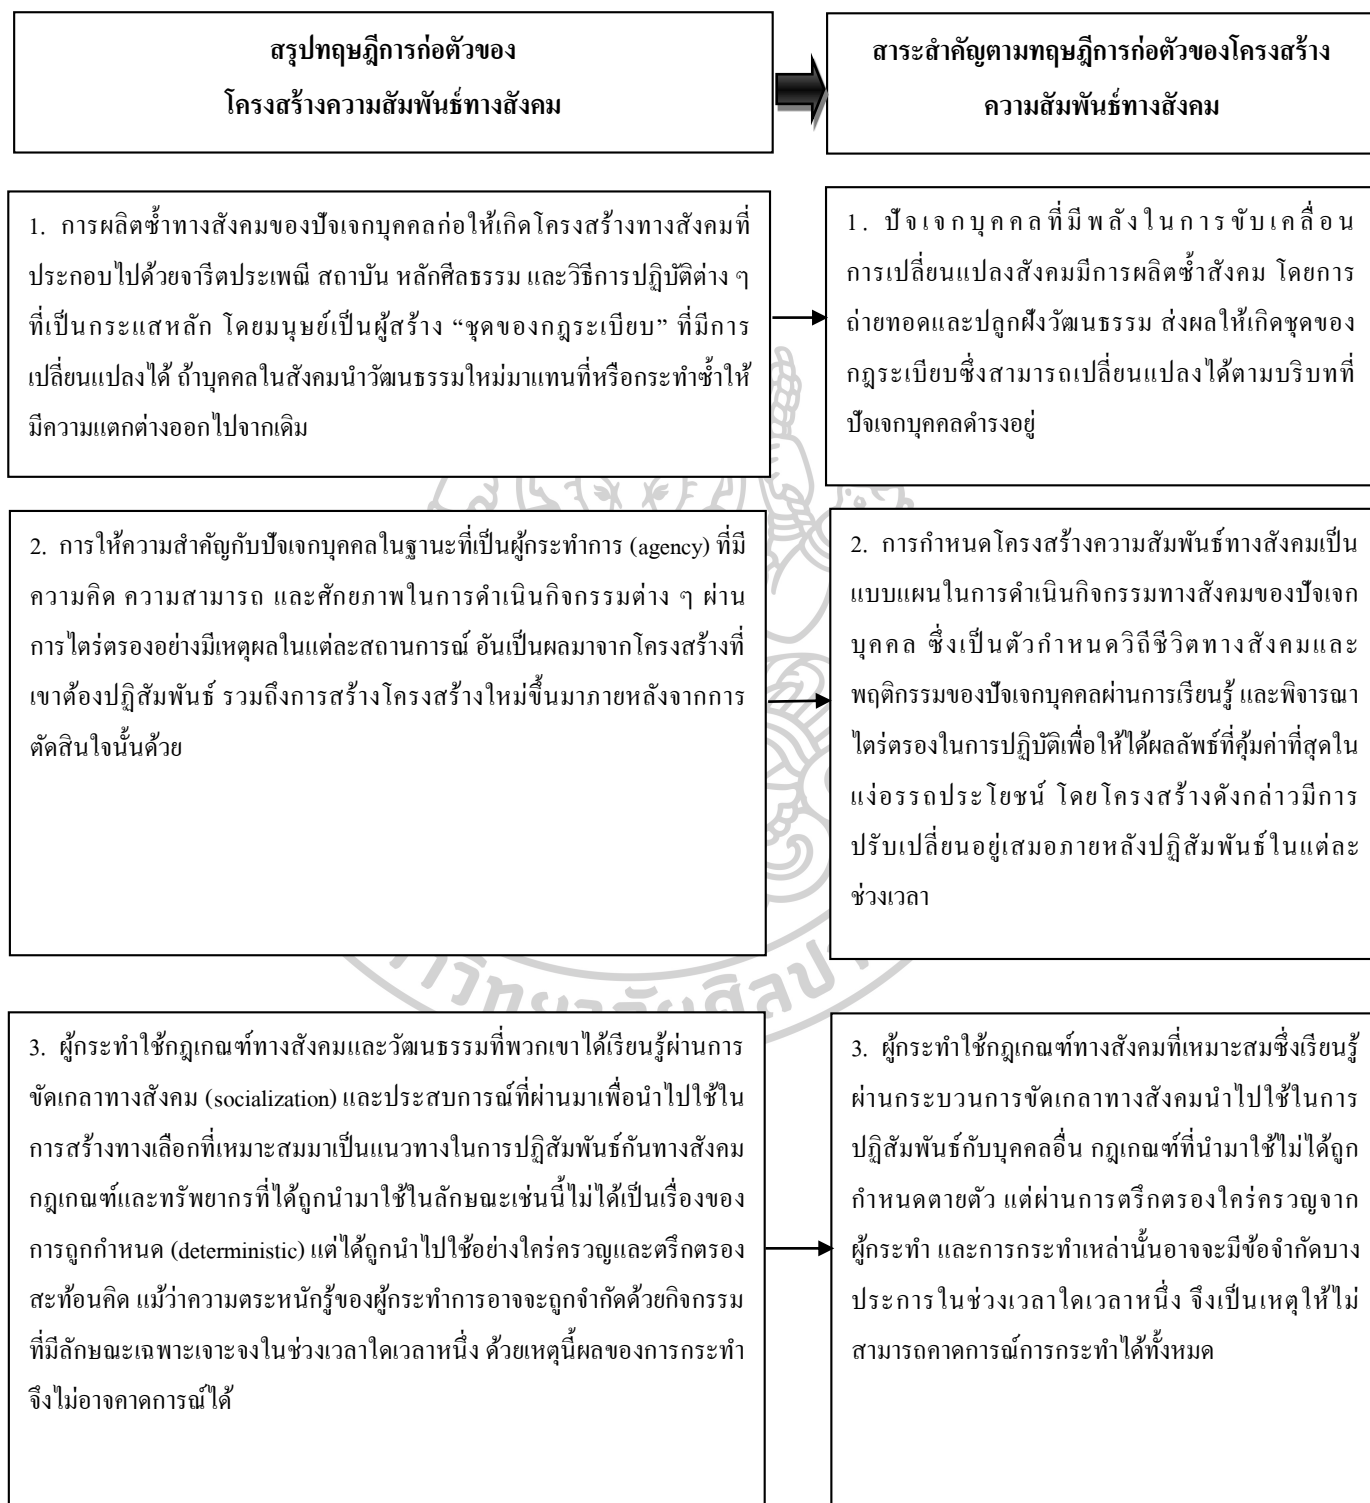 สรุปทฤษฎีการก่อตัวของ
โครงสร้างความสัมพันธ์ทางสังคม
สาระสำคัญตามทฤษฎีการก่อตัวของโครงสร้าง
ความสัมพันธ์ทางสังคม
1. การผลิตซ้ำทางสังคมของปัจเจกบุคคลก่อให้เกิดโครงสร้างทางสังคมที่
ประกอบไปด้วยจารีตประเพณี สถาบัน หลักศีลธรรม และวิธีการปฏิบัติต่าง ๆ
ที่เป็นกระแสหลัก โดยมนุษย์เป็นผู้สร้าง “ชุดของกฎระเบียบ” ที่มีการ
เปลี่ยนแปลงได้ ถ้าบุคคลในสังคมนำวัฒนธรรมใหม่มาแทนที่หรือกระทำซ้ำให้
มีความแตกต่างออกไปจากเดิม
1. ปัจเจกบุคคลที่มีพลังในการขับเคลื่อน
การเปลี่ยนแปลงสังคมมีการผลิตซ้ำสังคม โดยการ
ถ่ายทอดและปลูกฝังวัฒนธรรม ส่งผลให้เกิดชุดของ
กฎระเบียบซึ่งสามารถเปลี่ยนแปลงได้ตามบริบทที่
ปัจเจกบุคคลดำรงอยู่
2. การให้ความสำคัญกับปัจเจกบุคคลในฐานะที่เป็นผู้กระทำการ (agency) ที่มี
ความคิด ความสามารถ และศักยภาพในการดำเนินกิจกรรมต่าง ๆ ผ่าน
การไตร่ตรองอย่างมีเหตุผลในแต่ละสถานการณ์ อันเป็นผลมาจากโครงสร้างที่
เขาต้องปฏิสัมพันธ์ รวมถึงการสร้างโครงสร้างใหม่ขึ้นมาภายหลังจากการ
ตัดสินใจนั้นด้วย
2. การกำหนดโครงสร้างความสัมพันธ์ทางสังคมเป็น
แบบแผนในการดำเนินกิจกรรมทางสังคมของปัจเจก
บุคคล ซึ่งเป็นตัวกำหนดวิถีชีวิตทางสังคมและ
พฤติกรรมของปัจเจกบุคคลผ่านการเรียนรู้ และพิจารณา
ไตร่ตรองในการปฏิบัติเพื่อให้ได้ผลลัพธ์ที่คุ้มค่าที่สุดใน
แง่อรรถประโยชน์ โดยโครงสร้างดังกล่าวมีการ
ปรับเปลี่ยนอยู่เสมอภายหลังปฏิสัมพันธ์ในแต่ละ
ช่วงเวลา
3. ผู้กระทำใช้กฎเกณฑ์ทางสังคมและวัฒนธรรมที่พวกเขาได้เรียนรู้ผ่านการ
ขัดเกลาทางสังคม (socialization) และประสบการณ์ที่ผ่านมาเพื่อนำไปใช้ใน
การสร้างทางเลือกที่เหมาะสมมาเป็นแนวทางในการปฏิสัมพันธ์กันทางสังคม
กฎเกณฑ์และทรัพยากรที่ได้ถูกนำมาใช้ในลักษณะเช่นนี้ไม่ได้เป็นเรื่องของ
การถูกกำหนด (deterministic) แต่ได้ถูกนำไปใช้อย่างใคร่ครวญและตรึกตรอง
สะท้อนคิด แม้ว่าความตระหนักรู้ของผู้กระทำการอาจจะถูกจำกัดด้วยกิจกรรม
ที่มีลักษณะเฉพาะเจาะจงในช่วงเวลาใดเวลาหนึ่ง ด้วยเหตุนี้ผลของการกระทำ
จึงไม่อาจคาดการณ์ได้
3. ผู้กระทำใช้กฎเกณฑ์ทางสังคมที่เหมาะสมซึ่งเรียนรู้
ผ่านกระบวนการขัดเกลาทางสังคมนำไปใช้ในการ
ปฏิสัมพันธ์กับบุคคลอื่น กฎเกณฑ์ที่นำมาใช้ไม่ได้ถูก
กำหนดตายตัว แต่ผ่านการตรึกตรองใคร่ครวญจาก
ผู้กระทำ และการกระทำเหล่านั้นอาจจะมีข้อจำกัดบาง
ประการในช่วงเวลาใดเวลาหนึ่ง จึงเป็นเหตุให้ไม่
สามารถคาดการณ์การกระทำได้ทั้งหมด